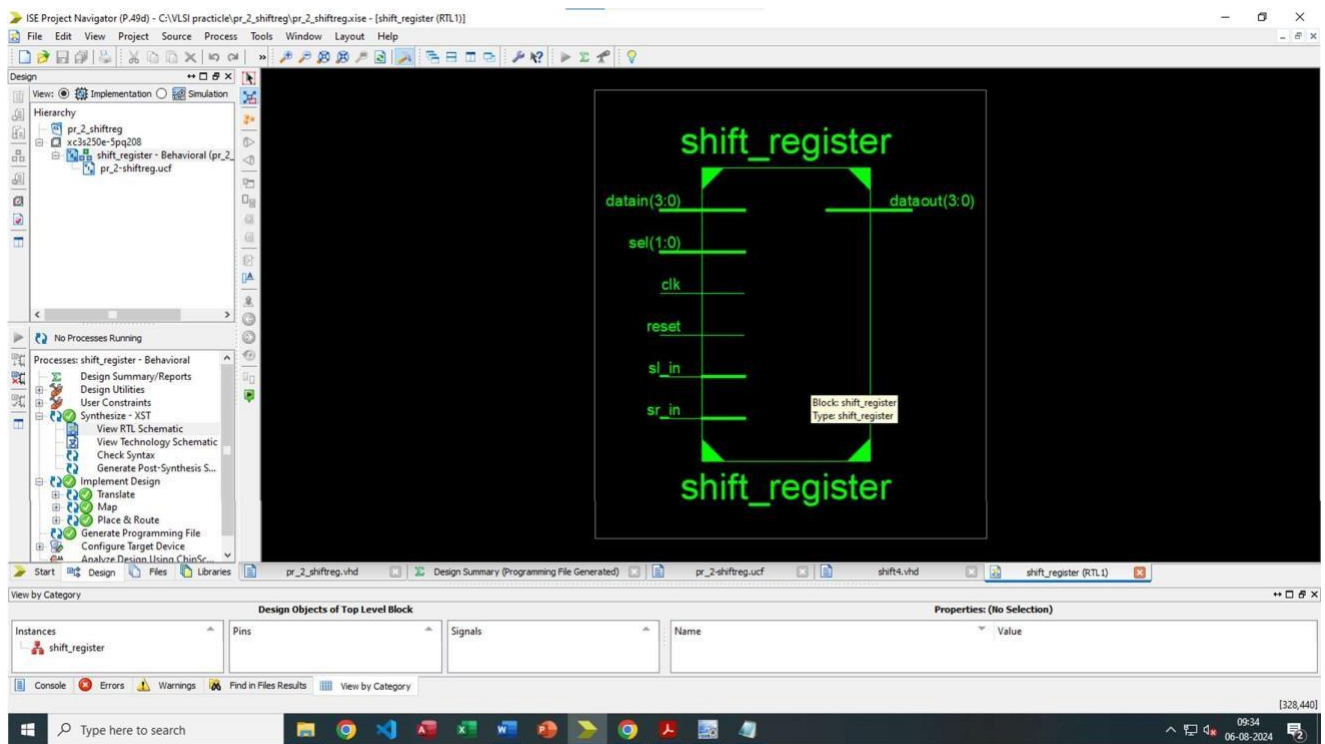 ISE Project Navigator (P.49d) - C:\VLSI practicle\pr_2_shiftreg\pr_2_shiftreg.xise - [shift_register (RTL1)]
File Edit View Project Source Process Tools Window Layout Help
Design
View: Implementation Simulation
Hierarchy
pr_2_shiftreg
xc3s250e-5pq208
shift_register - Behavioral (pr_2_
pr_2-shiftreg.ucf
No Processes Running
Processes: shift_register - Behavioral
Design Summary/Reports
Design Utilities
User Constraints
Synthesize - XST
View RTL Schematic
View Technology Schematic
Check Syntax
Generate Post-Synthesis S...
Implement Design
Translate
Map
Place & Route
Generate Programming File
Configure Target Device
Analyze Design Using ChipSc...
Start Design Files Libraries
shift_register
datain(3:0) dataout(3:0)
sel(1:0)
clk
reset
sl_in
sr_in
Block: shift_register
Type: shift_register
shift_register
pr_2_shiftreg.vhd Design Summary (Programming File Generated) pr_2-shiftreg.ucf shift4.vhd shift_register (RTL1)
View by Category
Design Objects of Top Level Block Properties: (No Selection)
Instances Pins Signals Name Value
shift_register
Console Errors Warnings Find in Files Results View by Category
[328,440]
Type here to search
09:34
06-08-2024
2